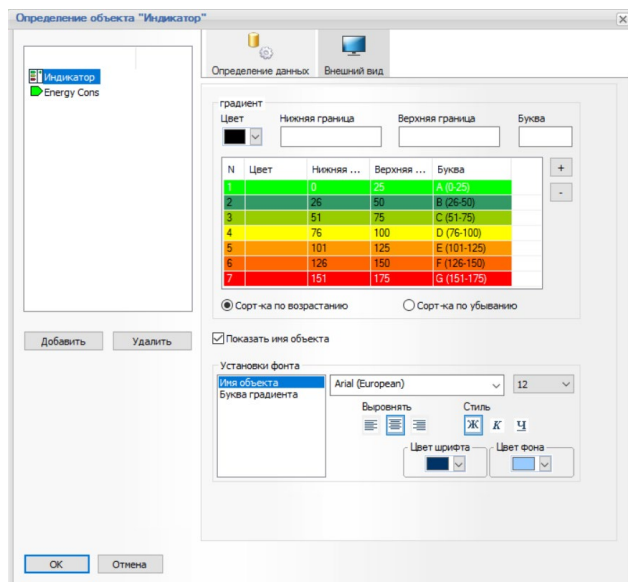 Определение объекта "Индикатор"
Индикатор
Energy Cons
Определение данных Внешний вид
градиент
Цвет Нижняя граница Верхняя граница Буква
+
-
N Цвет Нижняя ... Верхняя ... Буква
1 0 25 A (0-25)
2 26 50 B (26-50)
3 51 75 C (51-75)
4 76 100 D (76-100)
5 101 125 E (101-125)
6 126 150 F (126-150)
7 151 175 G (151-175)
Сорт-ка по возрастанию Сорт-ка по убыванию
Добавить Удалить
Показать имя объекта
Установки фонта
Имя объекта
Буква градиента
Arial (European) 12
Выровнять Стиль
Ж К Ч
Цвет шрифта Цвет фона
OK Отмена